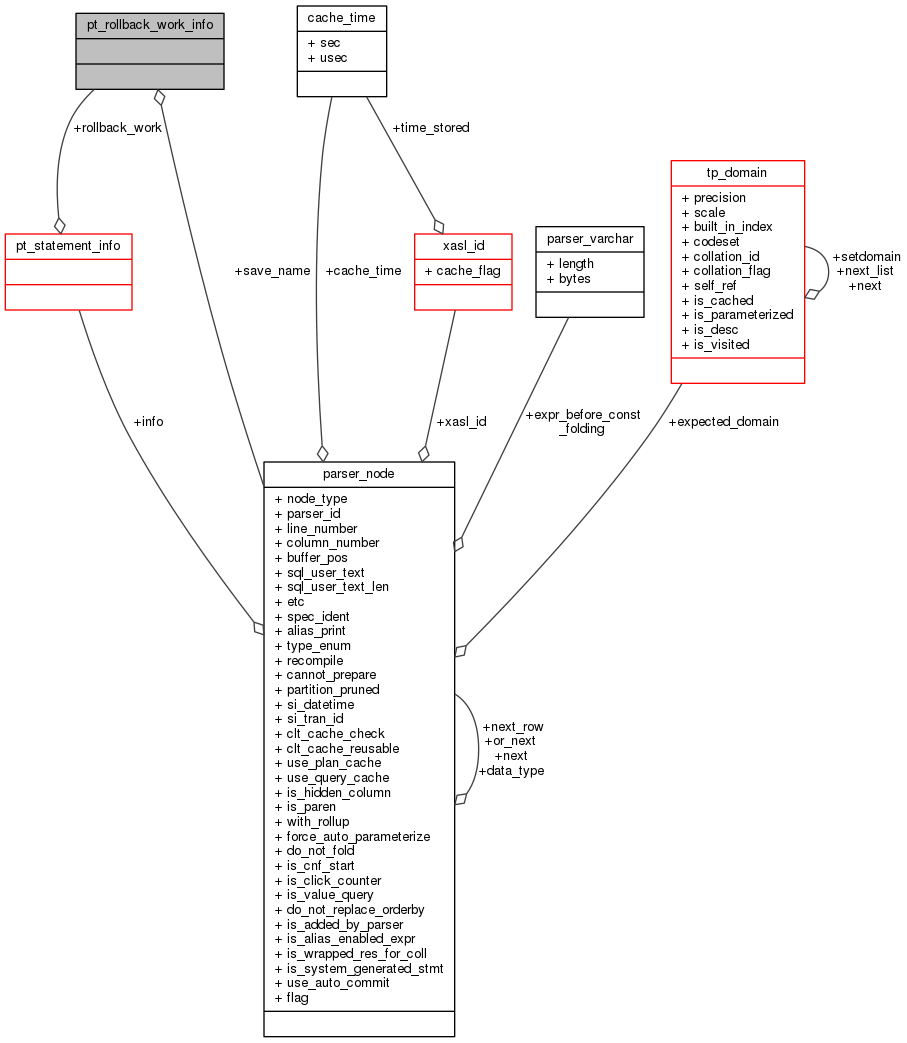 pt_rollback_work_info
cache_time
+ sec
+ usec
+rollback_work
+time_stored
tp_domain
+ precision
+ scale
+ built_in_index
+ codeset
+ collation_id
+ collation_flag
+ self_ref
+ is_cached
+ is_parameterized
+ is_desc
+ is_visited
+setdomain
+next_list
+next
pt_statement_info
xasl_id
+ cache_flag
parser_varchar
+ length
+ bytes
+save_name
+cache_time
+info
+xasl_id
+expr_before_const
_folding
+expected_domain
parser_node
+ node_type
+ parser_id
+ line_number
+ column_number
+ buffer_pos
+ sql_user_text
+ sql_user_text_len
+ etc
+ spec_ident
+ alias_print
+ type_enum
+ recompile
+ cannot_prepare
+ partition_pruned
+ si_datetime
+ si_tran_id
+ clt_cache_check
+ clt_cache_reusable
+ use_plan_cache
+ use_query_cache
+ is_hidden_column
+ is_paren
+ with_rollup
+ force_auto_parameterize
+ do_not_fold
+ is_cnf_start
+ is_click_counter
+ is_value_query
+ do_not_replace_orderby
+ is_added_by_parser
+ is_alias_enabled_expr
+ is_wrapped_res_for_coll
+ is_system_generated_stmt
+ use_auto_commit
+ flag
+next_row
+or_next
+next
+data_type